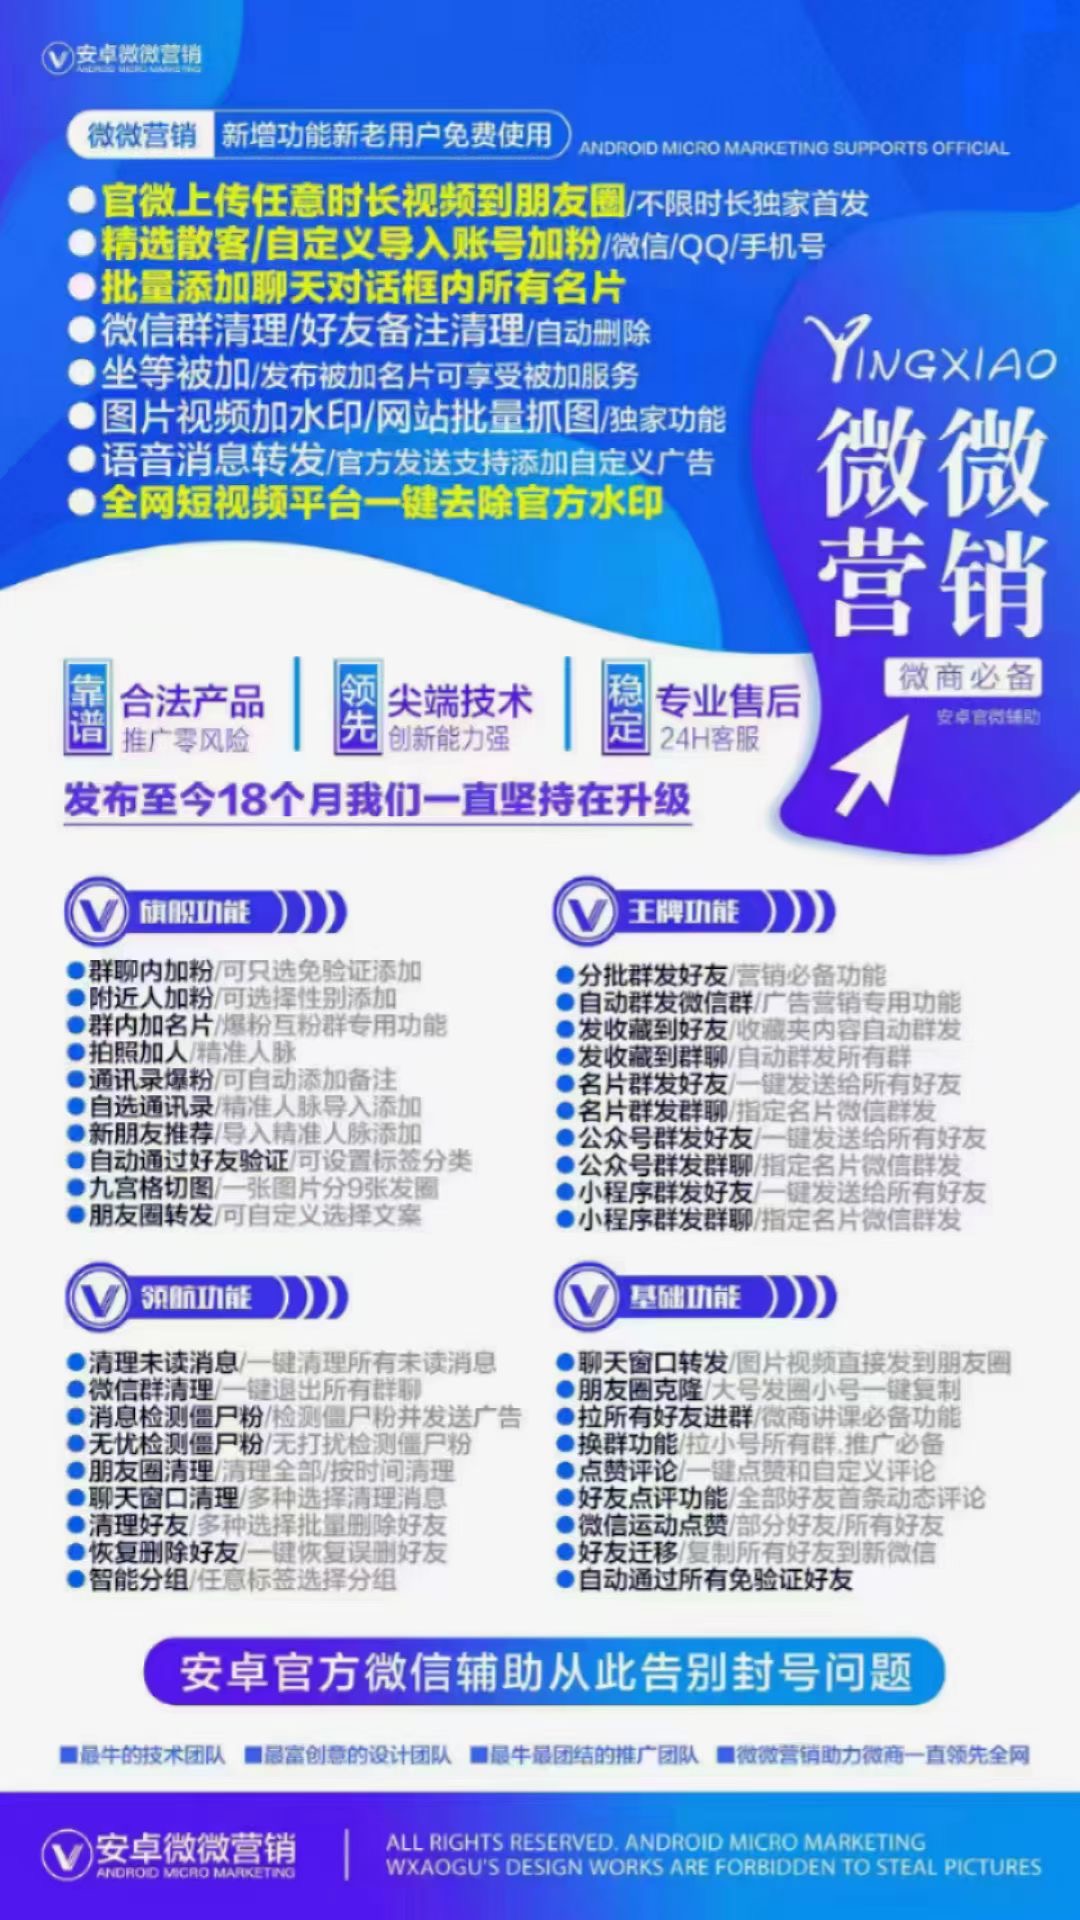 安卓微微营销
ANDROID MICRO MARKETING
微微营销 新增功能新老用户免费使用
ANDROID MICRO MARKETING SUPPORTS OFFICIAL
官微上传任意时长视频到朋友圈/不限时长独家首发
精选散客/自定义导入账号加粉/微信/QQ/手机号
批量添加聊天对话框内所有名片
微信群清理/好友备注清理/自动删除
坐等被加/发布被加名片可享受被加服务
图片视频加水印/网站批量抓图/独家功能
语音消息转发/官方发送支持添加自定义广告
全网短视频平台一键去除官方水印
YINGXIAO
微微
营销
微商必备
安卓官微辅助
靠谱 合法产品
推广零风险
领先 尖端技术
创新能力强
稳定 专业售后
24H客服
发布至今18个月我们一直坚持在升级
旗舰功能
群聊内加粉/可只选免验证添加
附近人加粉/可选择性别添加
群内加名片/爆粉互粉群专用功能
拍照加人/精准人脉
通讯录爆粉/可自动添加备注
自选通讯录/精准人脉导入添加
新朋友推荐/导入精准人脉添加
自动通过好友验证/可设置标签分类
九宫格切图/一张图片分9张发圈
朋友圈转发/可自定义选择文案
王牌功能
分批群发好友/营销必备功能
自动群发微信群/广告营销专用功能
发收藏到好友/收藏夹内容自动群发
发收藏到群聊/自动群发所有群
名片群发好友/一键发送给所有好友
名片群发群聊/指定名片微信群发
公众号群发好友/一键发送给所有好友
公众号群发群聊/指定名片微信群发
小程序群发好友/一键发送给所有好友
小程序群发群聊/指定名片微信群发
领航功能
清理未读消息/一键清理所有未读消息
微信群清理/一键退出所有群聊
消息检测僵尸粉/检测僵尸粉并发送广告
无忧检测僵尸粉/无打扰检测僵尸粉
朋友圈清理/清理全部/按时间清理
聊天窗口清理/多种选择清理消息
清理好友/多种选择批量删除好友
恢复删除好友/一键恢复误删好友
智能分组/任意标签选择分组
基础功能
聊天窗口转发/图片视频直接发到朋友圈
朋友圈克隆/大号发圈小号一键复制
拉所有好友进群/微商讲课必备功能
换群功能/拉小号所有群,推广必备
点赞评论/一键点赞和自定义评论
好友点评功能/全部好友首条动态评论
微信运动点赞/部分好友/所有好友
好友迁移/复制所有好友到新微信
自动通过所有免验证好友
安卓官方微信辅助从此告别封号问题
最牛的技术团队 最富创意的设计团队 最牛最团结的推广团队 微微营销助力微商一直领先全网
安卓微微营销
ANDROID MICRO MARKETING
ALL RIGHTS RESERVED. ANDROID MICRO MARKETING
WXAOGU'S DESIGN WORKS ARE FORBIDDEN TO STEAL PICTURES